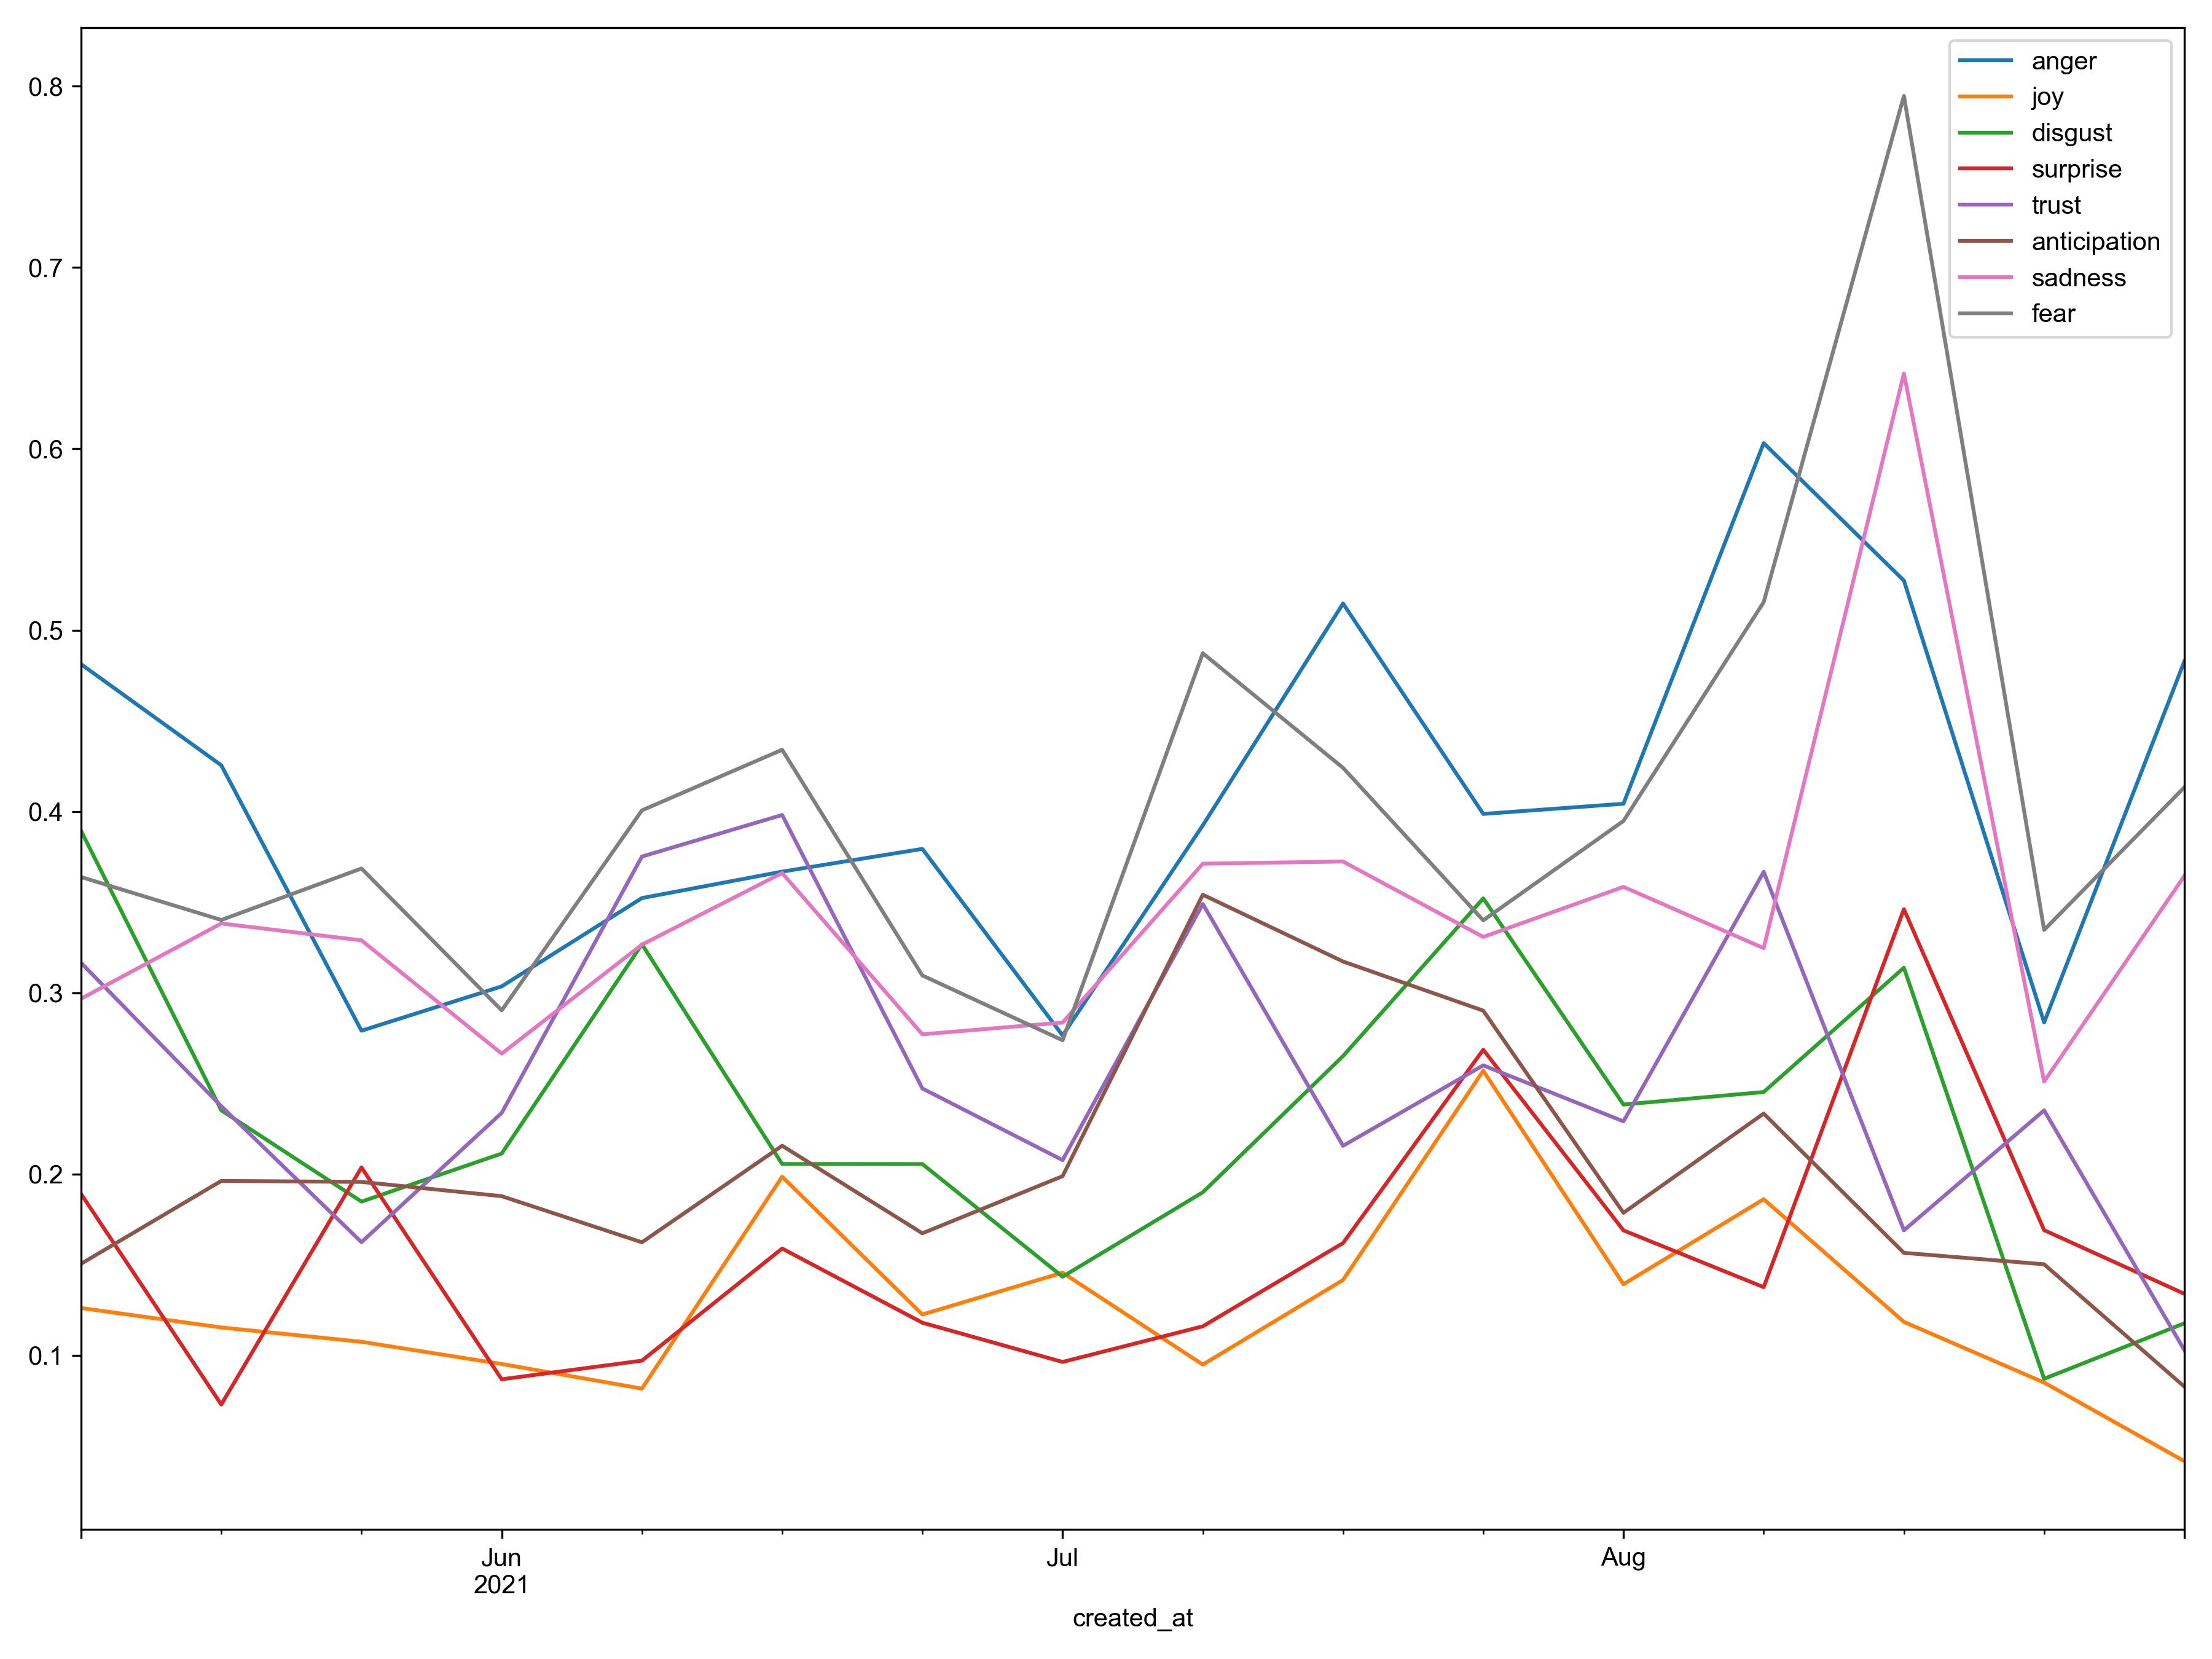 0.8
0.7
0.6
0.5
0.4
0.3
0.2
0.1
anger
joy
disgust
surprise
trust
anticipation
sadness
fear
Jun
2021
Jul
Aug
created_at